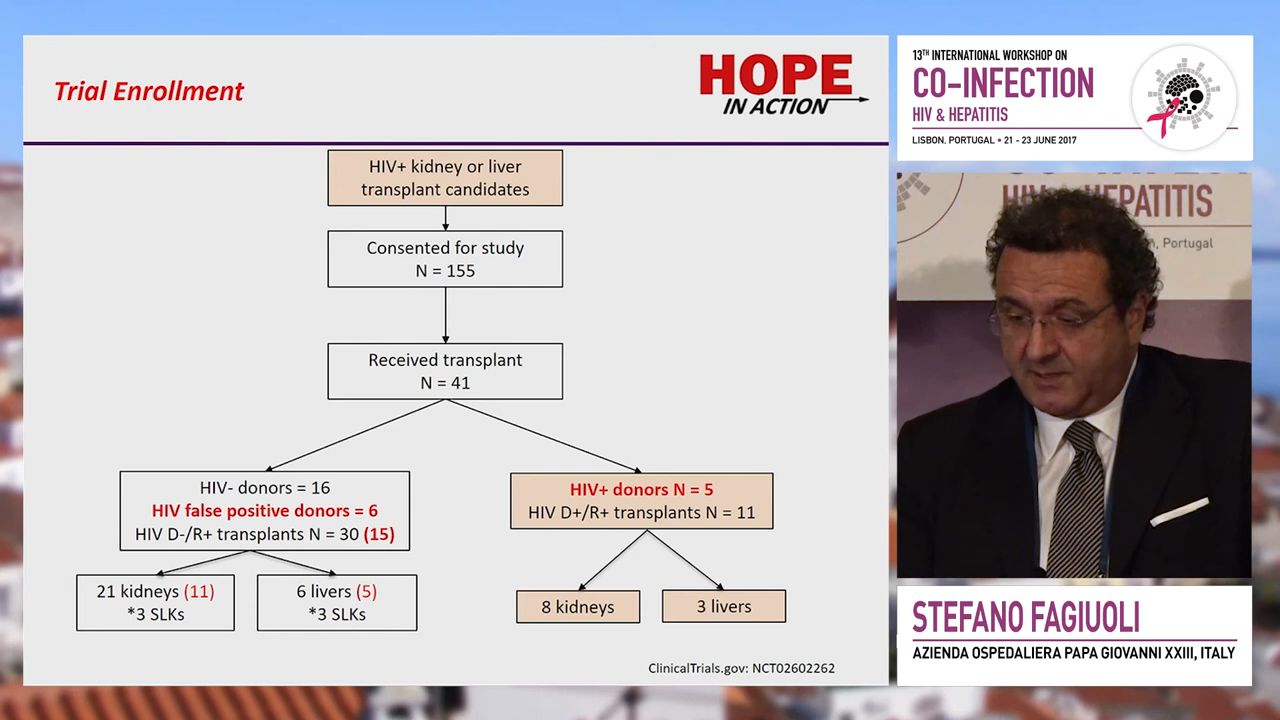 Trial Enrollment
HOPE
IN ACTION
HIV+ kidney or liver
transplant candidates
Consented for study
N = 155
Received transplant
N = 41
HIV- donors = 16
HIV false positive donors = 6
HIV D-/R+ transplants N = 30 (15)
HIV+ donors N = 5
HIV D+/R+ transplants N = 11
21 kidneys (11)
*3 SLKs
6 livers (5)
*3 SLKs
8 kidneys
3 livers
ClinicalTrials.gov: NCT02602262
13TH INTERNATIONAL WORKSHOP ON
CO-INFECTION
HIV & HEPATITIS
LISBON, PORTUGAL • 21 - 23 JUNE 2017
HEPATITIS
, Portugal
STEFANO FAGIUOLI
AZIENDA OSPEDALIERA PAPA GIOVANNI XXIII, ITALY